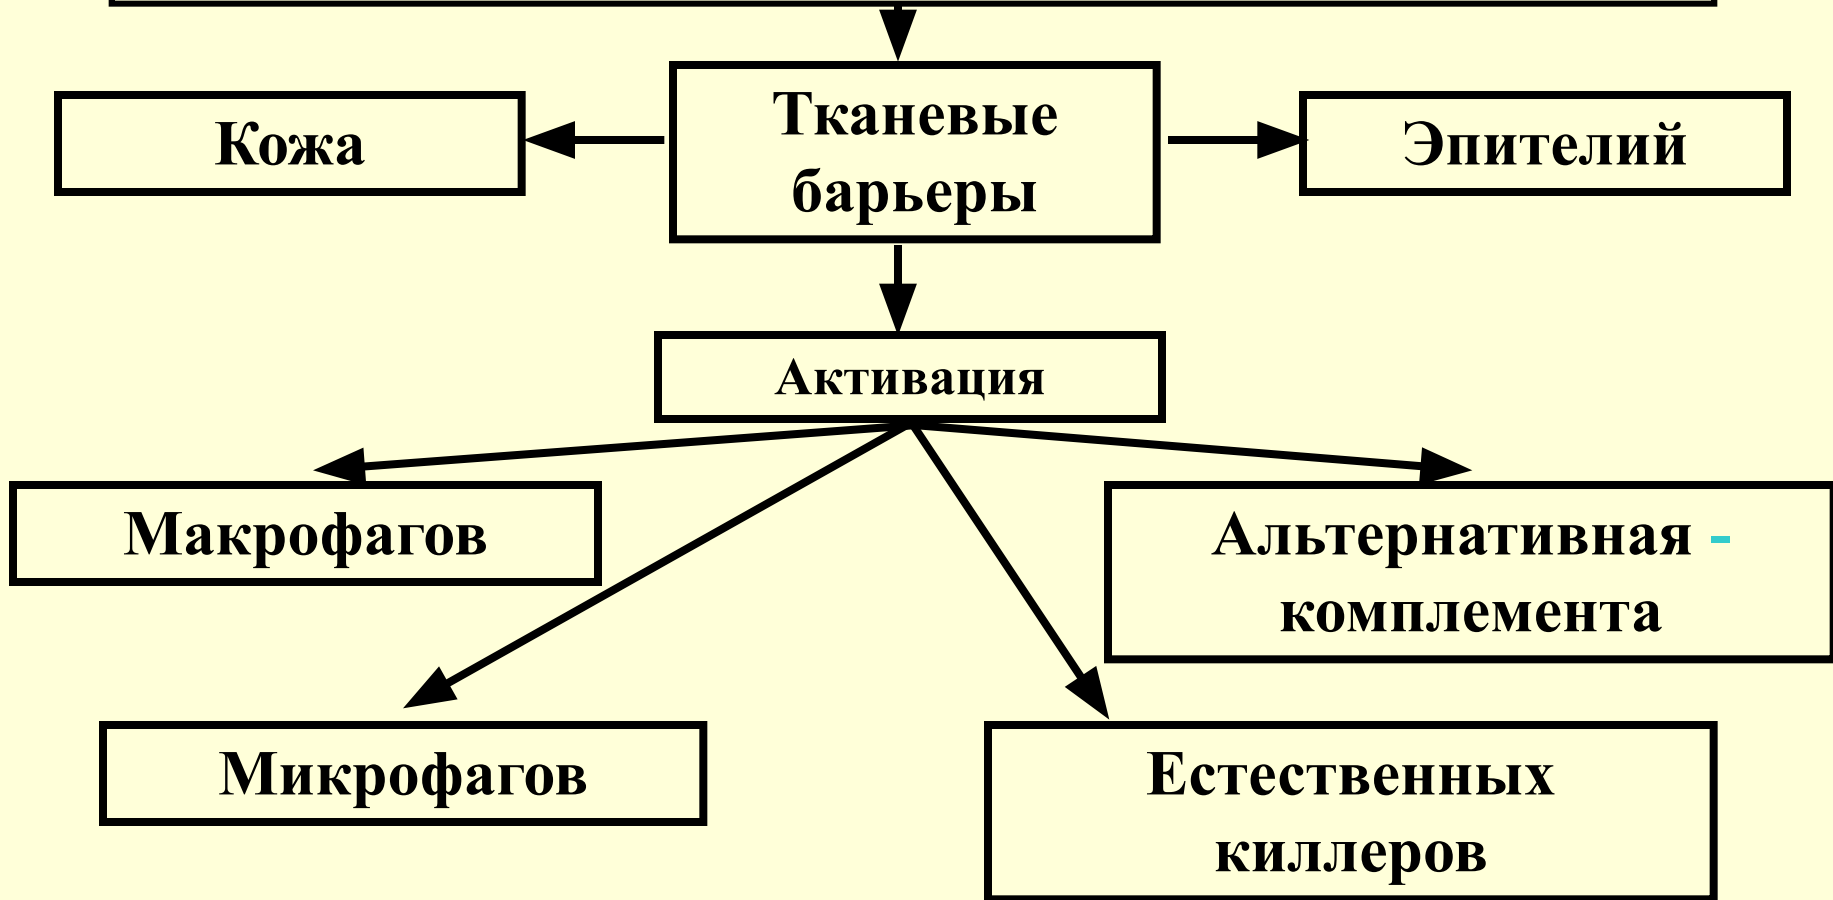 Тканевые
барьеры
Кожа
Эпителий
Активация
Макрофагов
Альтернативная -
комплемента
Микрофагов
Естественных
киллеров